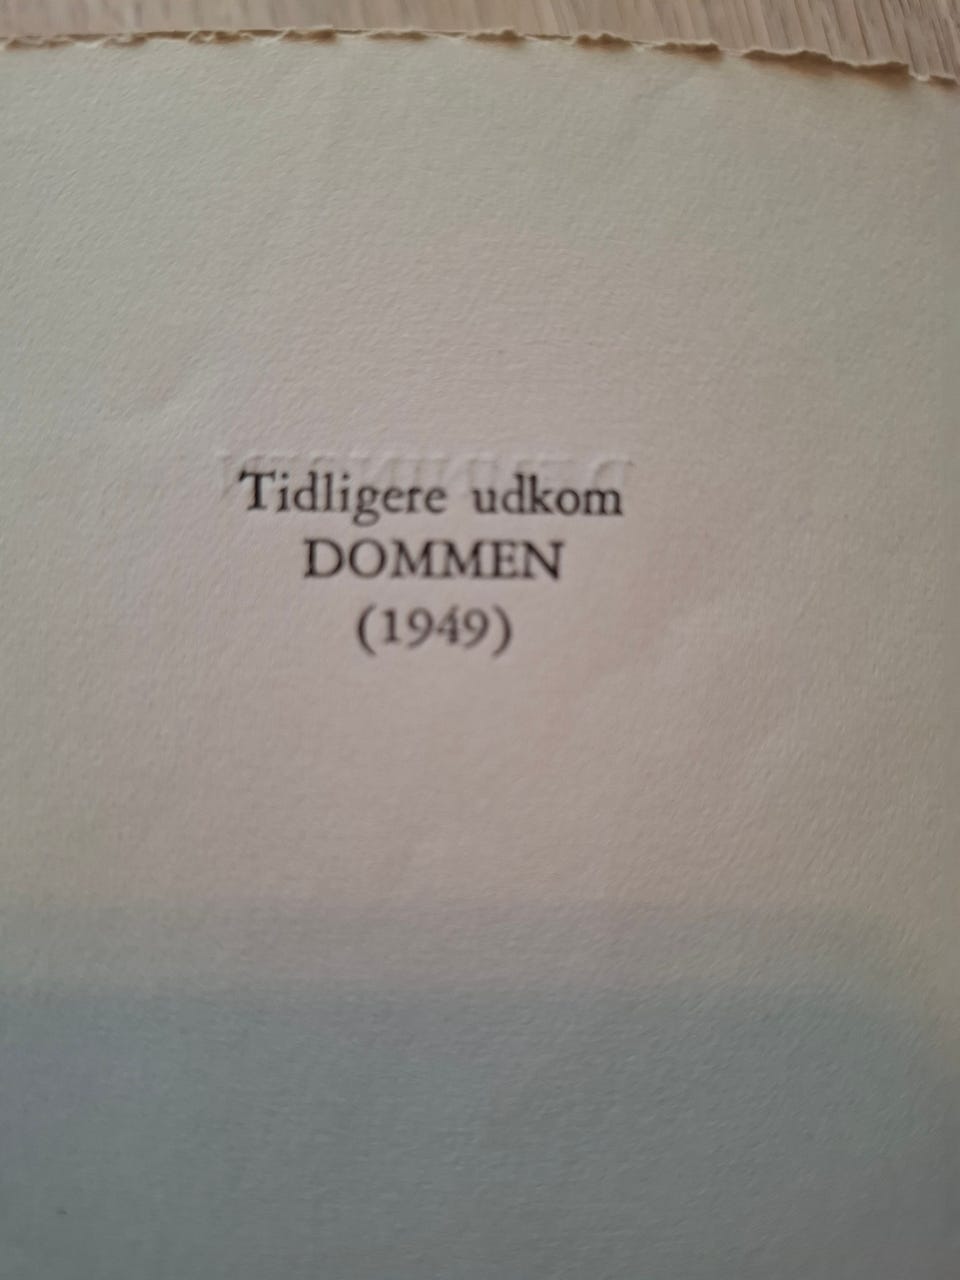 Tidligere udkom
DOMMEN
(1949)